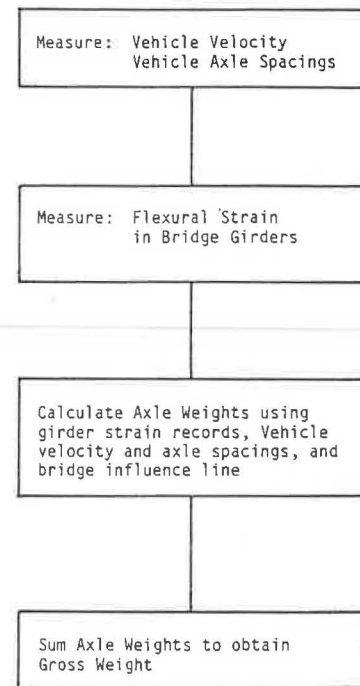 Measure: Vehicle Velocity
Vehicle Axle Spacings
Measure: Flexural Strain
in Bridge Girders
Calculate Axle Weights using
girder strain records, Vehicle
velocity and axle spacings, and
bridge influence line
Sum Axle Weights to obtain
Gross Weight